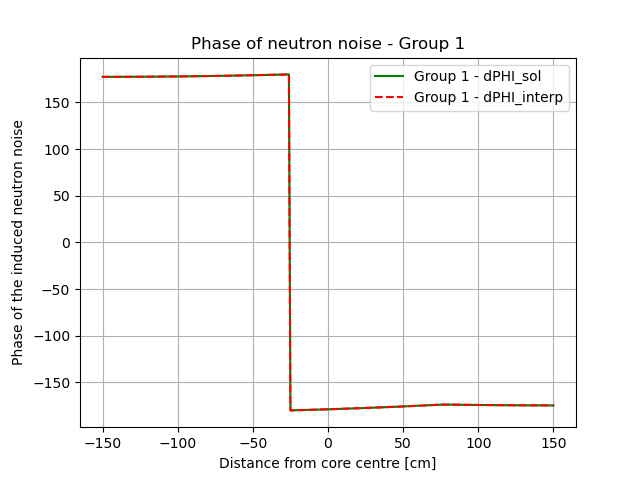 Phase of neutron noise - Group 1
Group 1 - dPHI_sol
Group 1 - dPHI_interp
Phase of the induced neutron noise
150
100
50
0
−50
−100
−150
−150 −100 −50 0 50 100 150
Distance from core centre [cm]